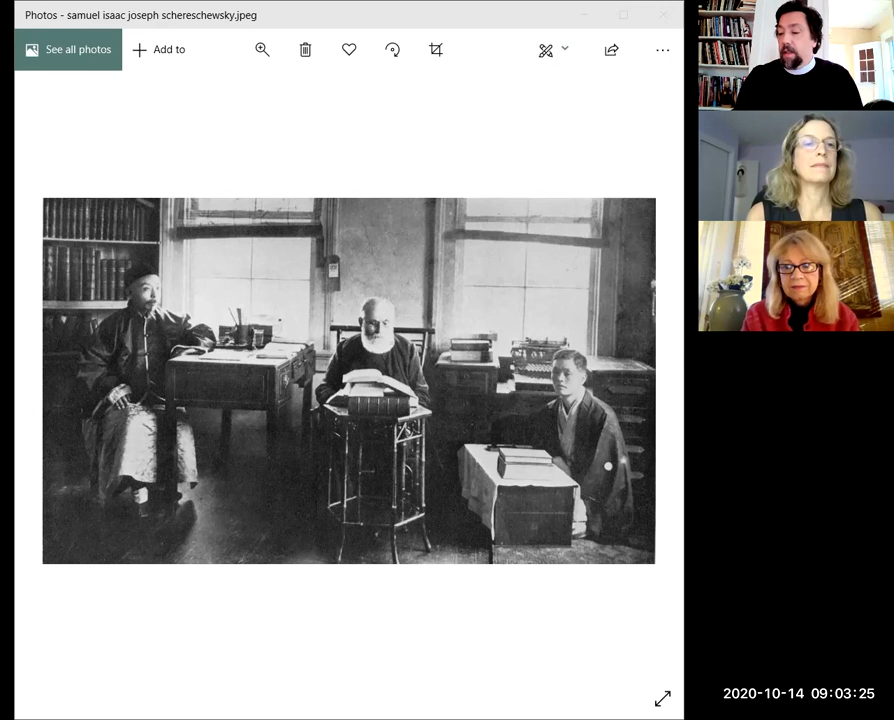 Photos - samuel isaac joseph schereschewsky.jpeg
See all photos
Add to
2020-10-14 09:03:25